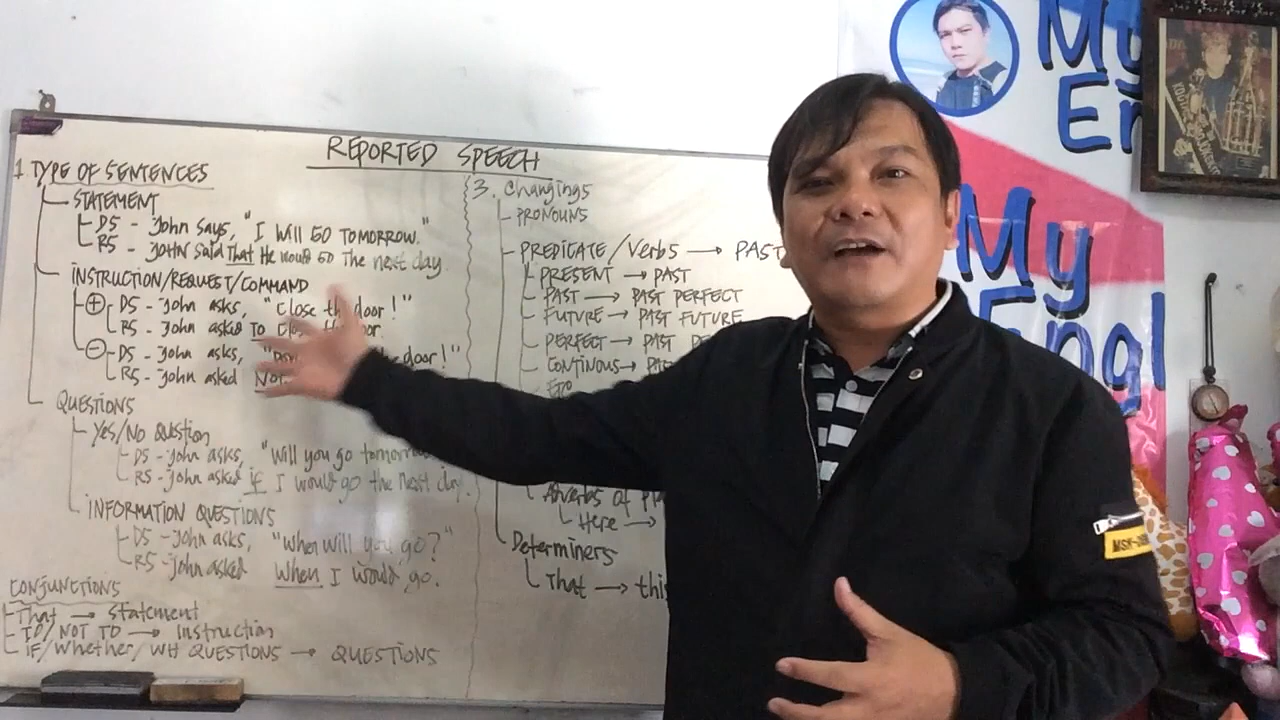 REPORTED SPEECH
1 TYPE OF SENTENCES
STATEMENT
DS - John says, "I will GO TOMORROW."
RS - JOHN said That He would GO The next day.
INSTRUCTION/REQUEST/COMMAND
+ DS - John asks, "Close the door!"
RS - John asked TO Close door.
- DS - John asks, door!"
RS - John asked Not
QUESTIONS
Yes/No Question
DS - John asks, "Will you go
RS - John asked if I would go the next day.
INFORMATION QUESTIONS
DS - John asks, "When will you go?"
RS - John asked When I would go.
CONJUNCTIONS
That → Statement
TO/NOT TO → Instruction
IF/Whether/WH QUESTIONS → QUESTIONS
3. Changings
PRONOUNS
PREDICATE/Verbs → PAST
PRESENT → PAST
PAST → PAST PERFECT
FUTURE → PAST FUTURE
PERFECT → PAST
CONTINOUS →
ETC
Adverbs of
Here →
Determiners
That → this
My
En
My
Engl